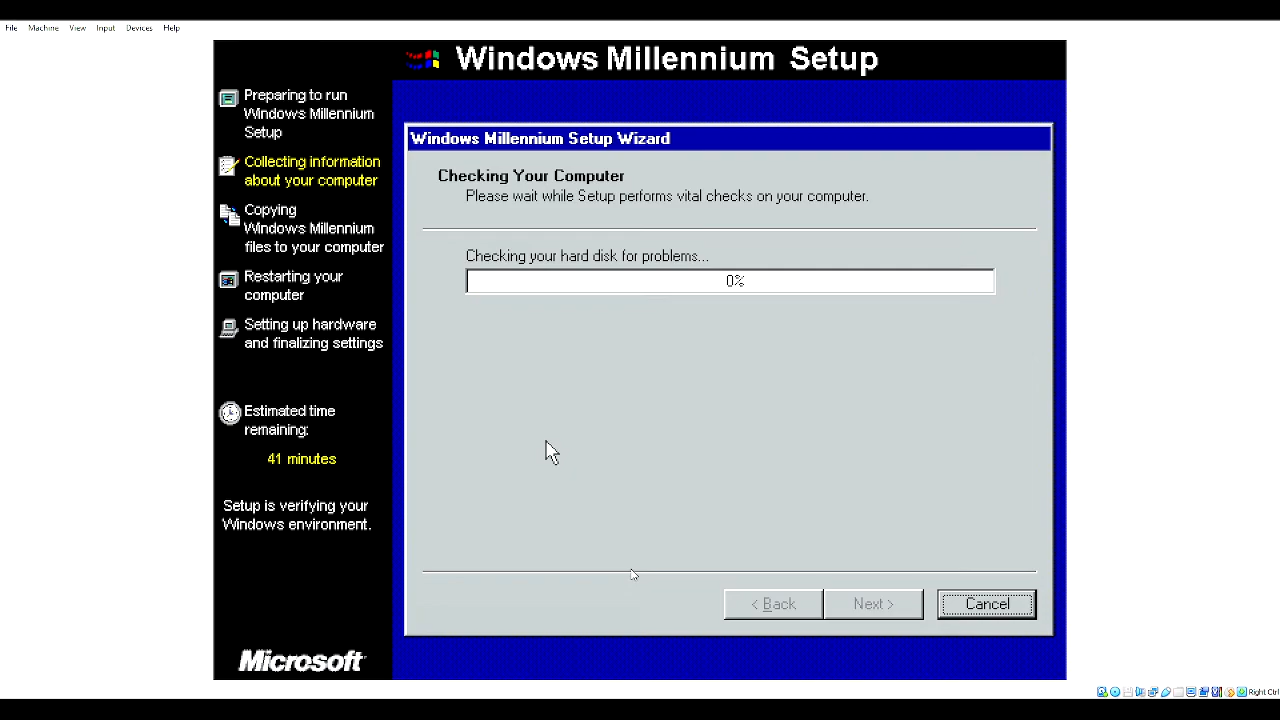 File Machine View Input Devices Help
Windows Millennium Setup
Preparing to run
Windows Millennium
Setup
Collecting information
about your computer
Copying
Windows Millennium
files to your computer
Restarting your
computer
Setting up hardware
and finalizing settings
Estimated time
remaining:
41 minutes
Setup is verifying your
Windows environment.
Microsoft
Windows Millennium Setup Wizard
Checking Your Computer
Please wait while Setup performs vital checks on your computer.
Checking your hard disk for problems...
0%
< Back Next > Cancel
Right Ctrl